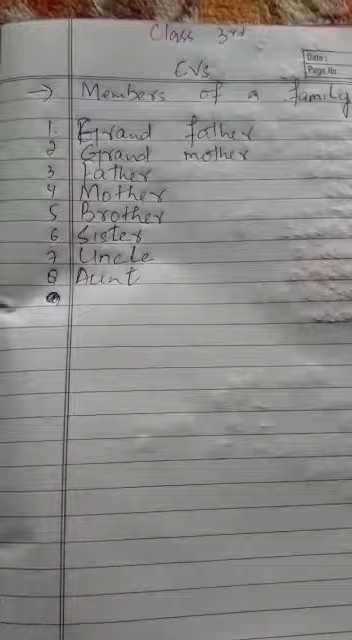 Class 3rd
Date:
Page No.
CVs
→ Members of a family
1. Grand father
2 Grand mother
3 Father
4 Mother
5 Brother
6 Sister
7 Uncle
8 Aunt